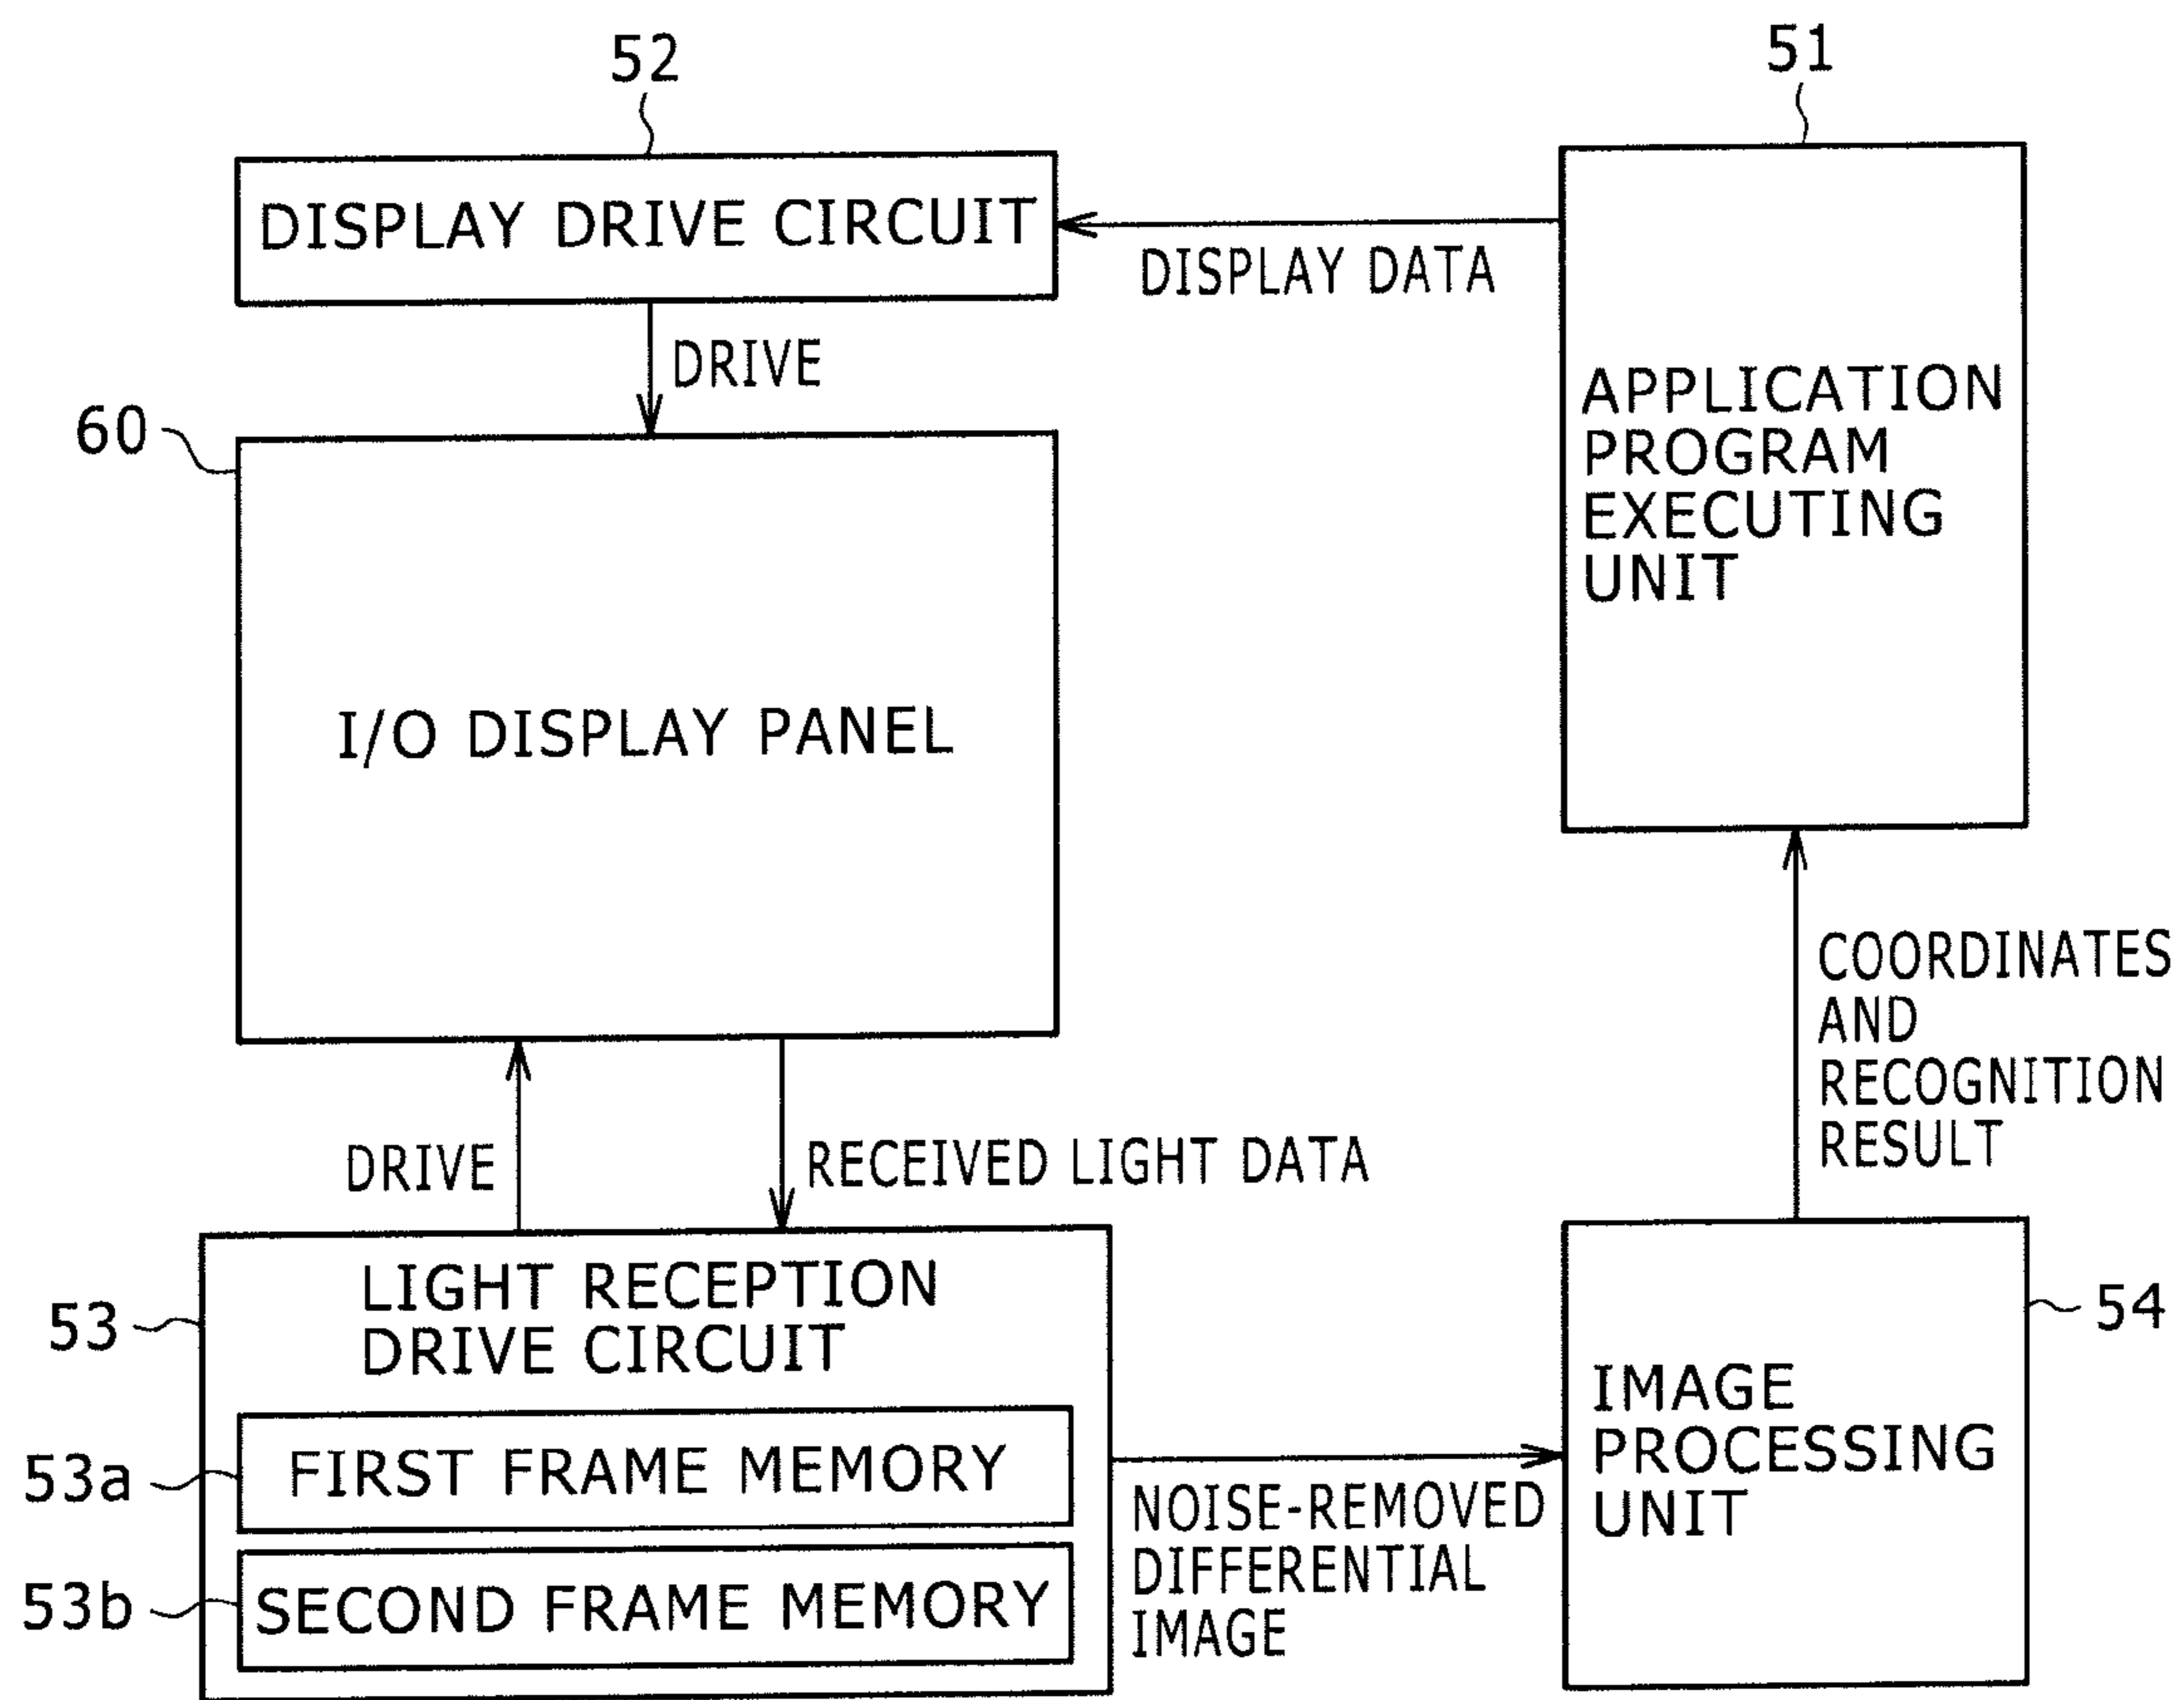 52
51
DISPLAY DRIVE CIRCUIT
DISPLAY DATA
DRIVE
60
APPLICATION
PROGRAM
EXECUTING
UNIT
I/O DISPLAY PANEL
COORDINATES
AND
RECOGNITION
RESULT
DRIVE
RECEIVED LIGHT DATA
53
LIGHT RECEPTION
DRIVE CIRCUIT
54
IMAGE
PROCESSING
UNIT
53a
FIRST FRAME MEMORY
NOISE-REMOVED
DIFFERENTIAL
IMAGE
53b
SECOND FRAME MEMORY